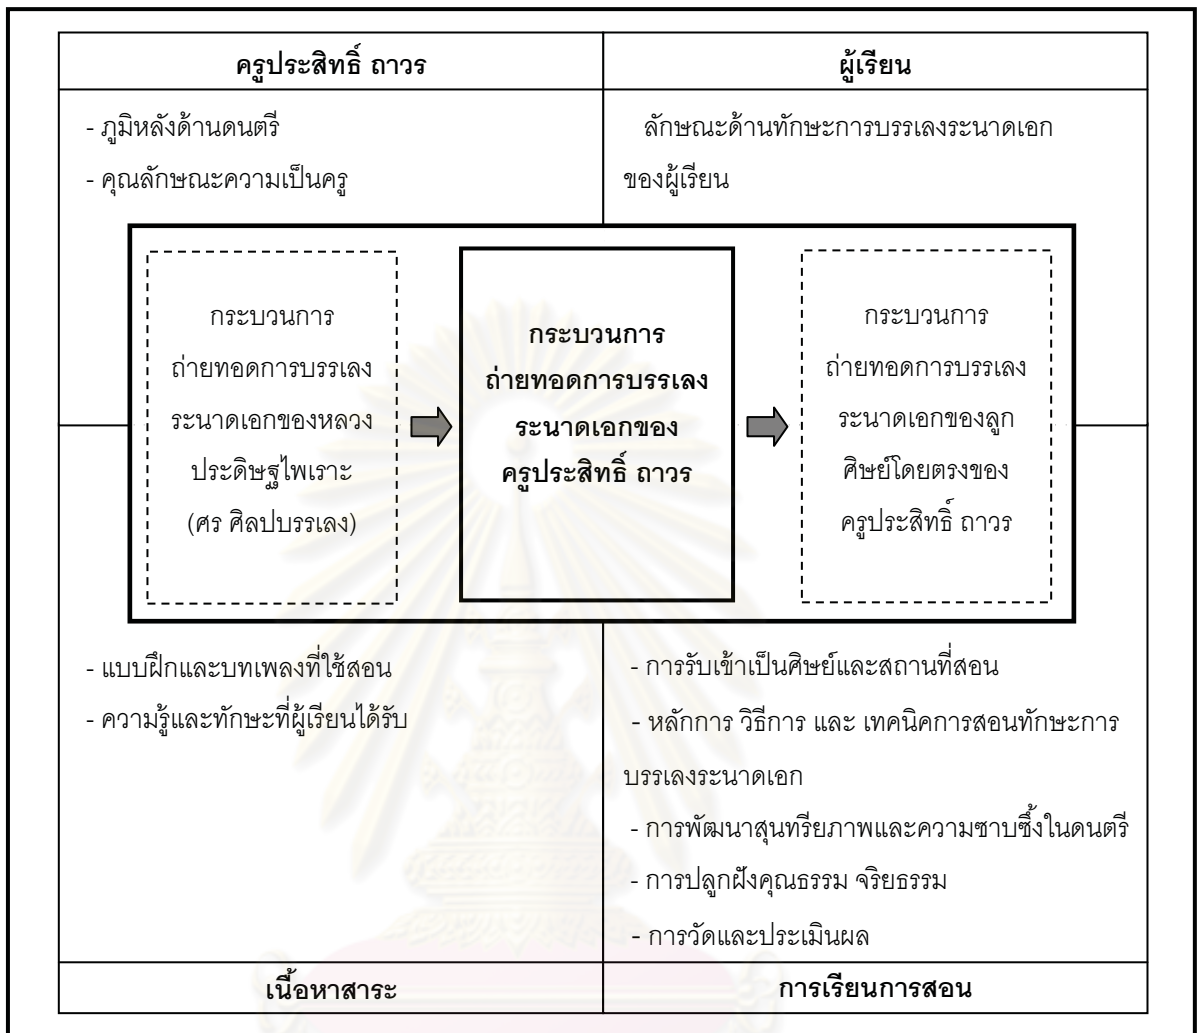 ครูประสิทธิ์ ถาวร
ผู้เรียน
- ภูมิหลังด้านดนตรี
- คุณลักษณะความเป็นครู
ลักษณะด้านทักษะการบรรเลงระนาดเอก
ของผู้เรียน
กระบวนการ
ถ่ายทอดการบรรเลง
ระนาดเอกของหลวง
ประดิษฐไพเราะ
(ศร ศิลปบรรเลง)
กระบวนการ
ถ่ายทอดการบรรเลง
ระนาดเอกของ
ครูประสิทธิ์ ถาวร
กระบวนการ
ถ่ายทอดการบรรเลง
ระนาดเอกของลูก
ศิษย์โดยตรงของ
ครูประสิทธิ์ ถาวร
- แบบฝึกและบทเพลงที่ใช้สอน
- ความรู้และทักษะที่ผู้เรียนได้รับ
- การรับเข้าเป็นศิษย์และสถานที่สอน
- หลักการ วิธีการ และ เทคนิคการสอนทักษะการ
บรรเลงระนาดเอก
- การพัฒนาสุนทรียภาพและความซาบซึ้งในดนตรี
- การปลูกฝังคุณธรรม จริยธรรม
- การวัดและประเมินผล
เนื้อหาสาระ
การเรียนการสอน